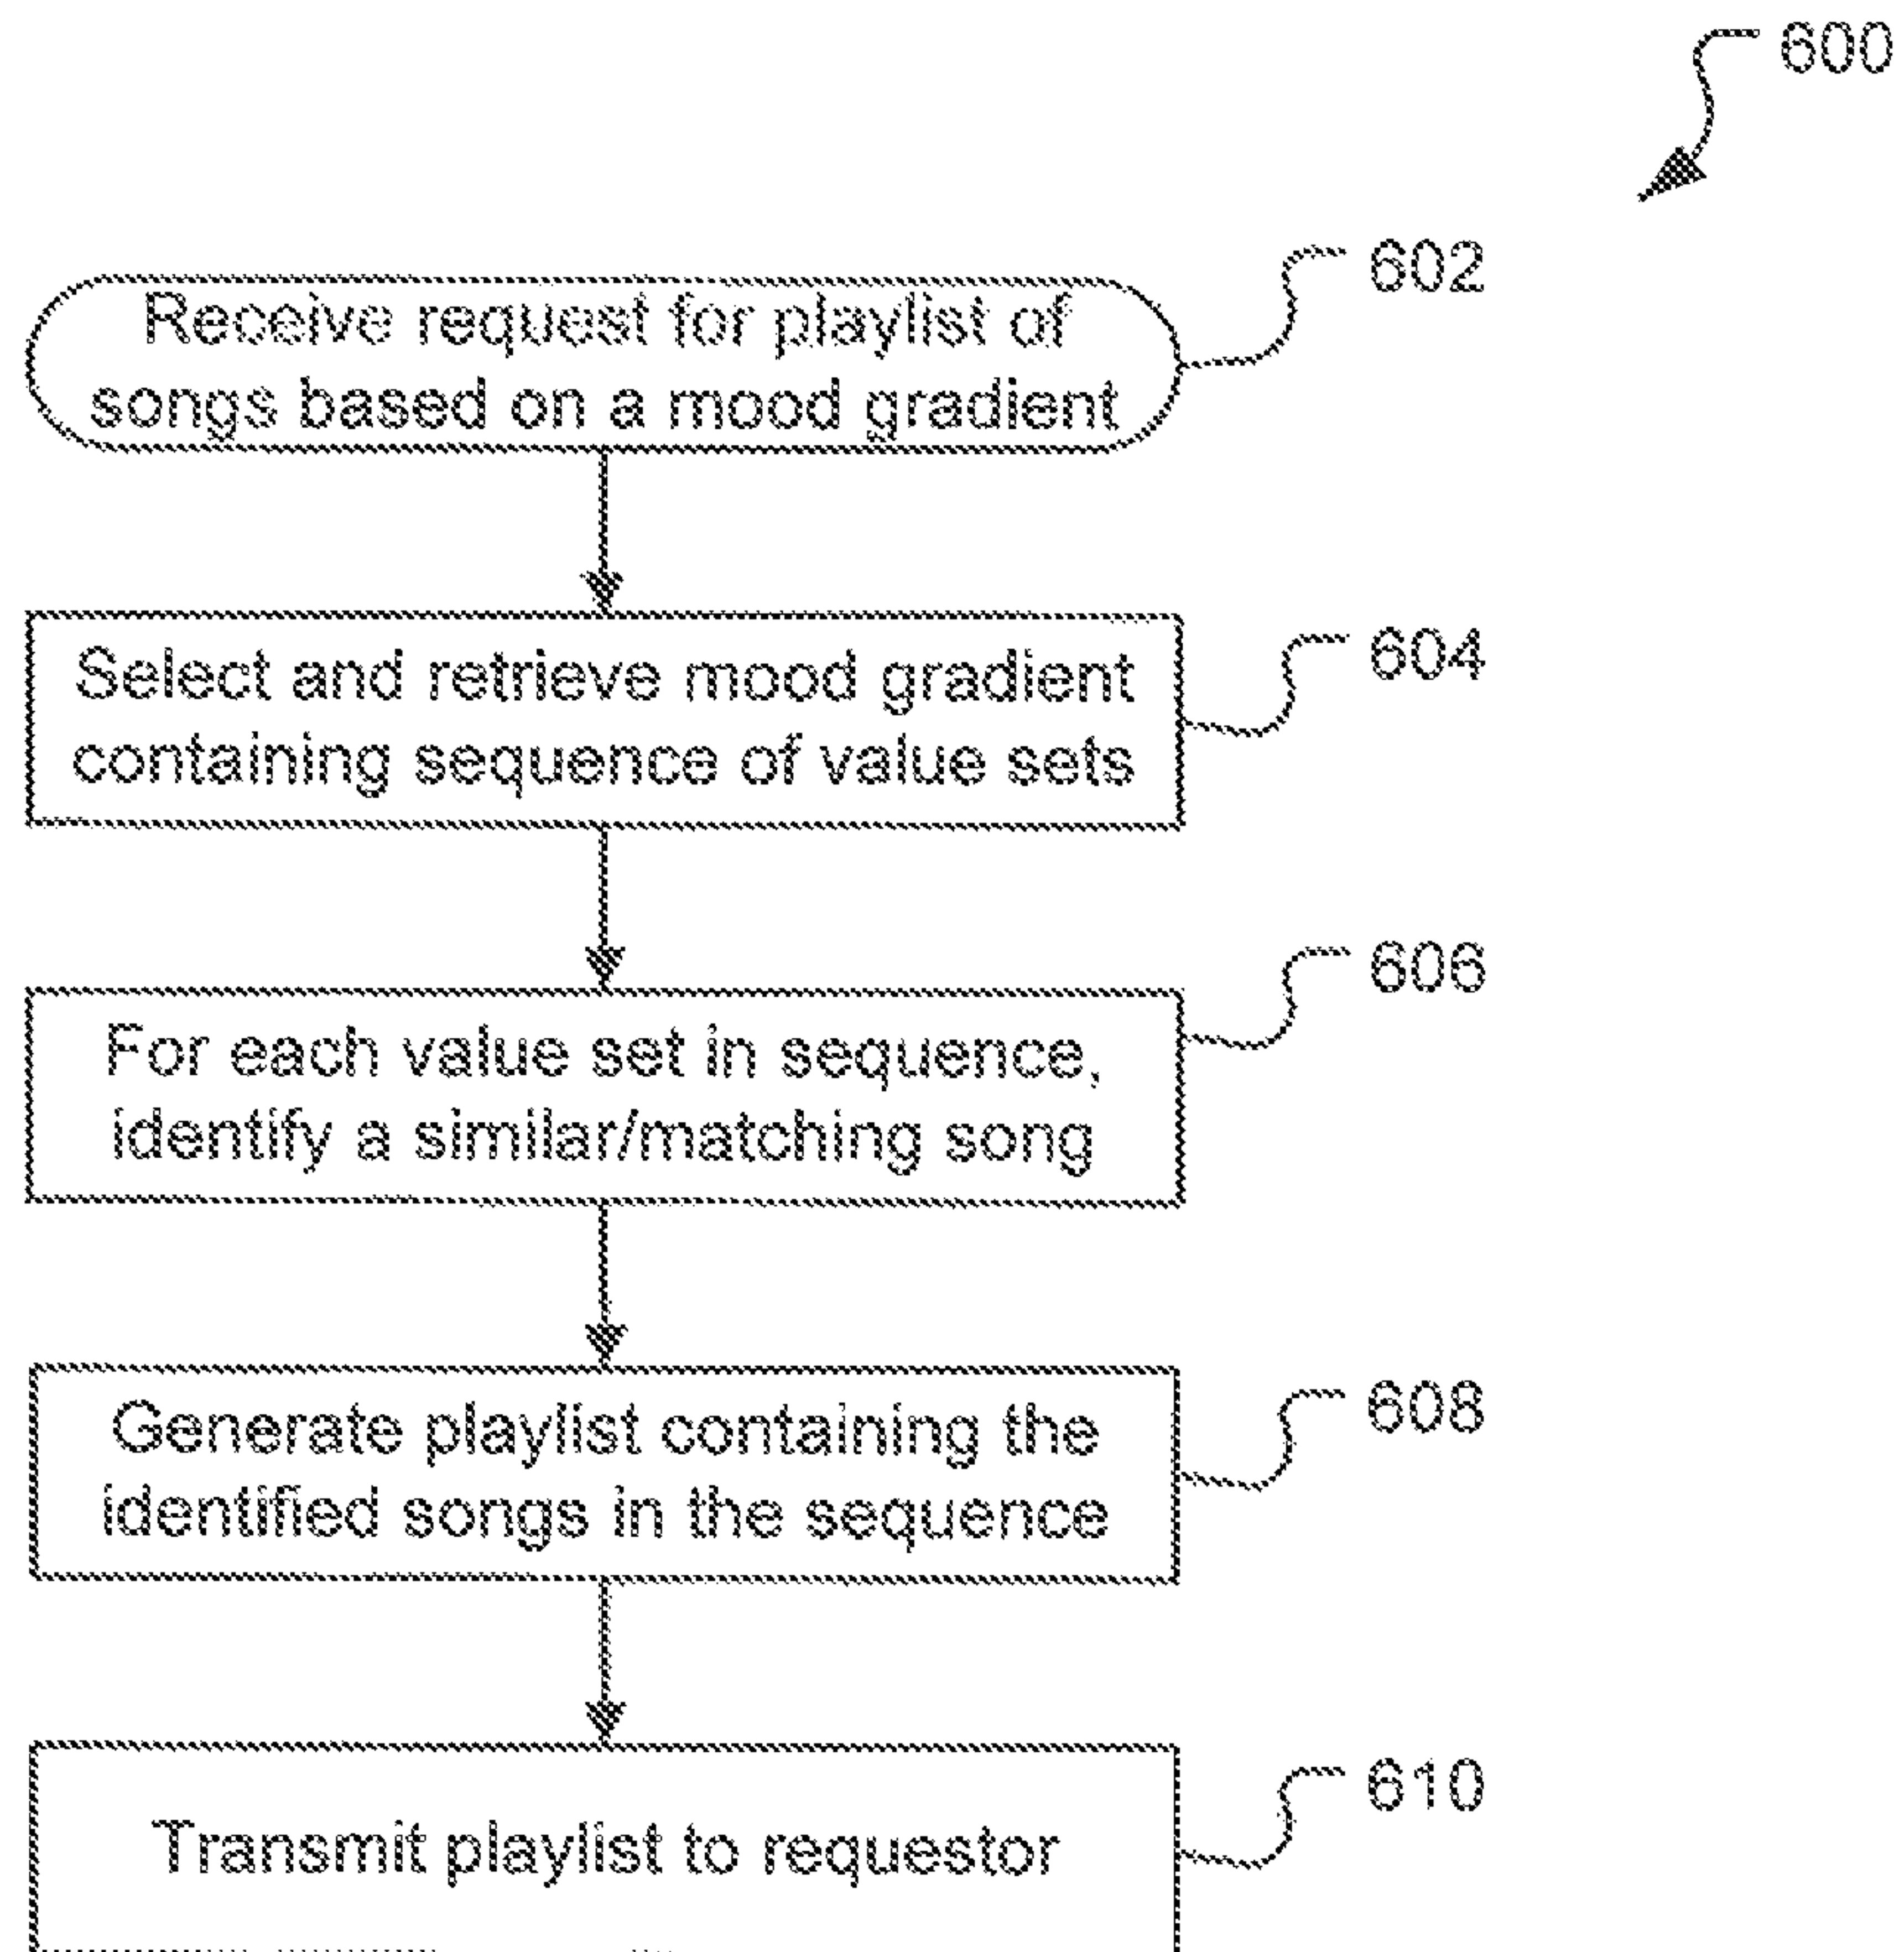 600
Receive request for playlist of
songs based on a mood gradient
602
Select and retrieve mood gradient
containing sequence of value sets
604
For each value set in sequence,
identify a similar/matching song
606
Generate playlist containing the
identified songs in the sequence
608
Transmit playlist to requestor
610